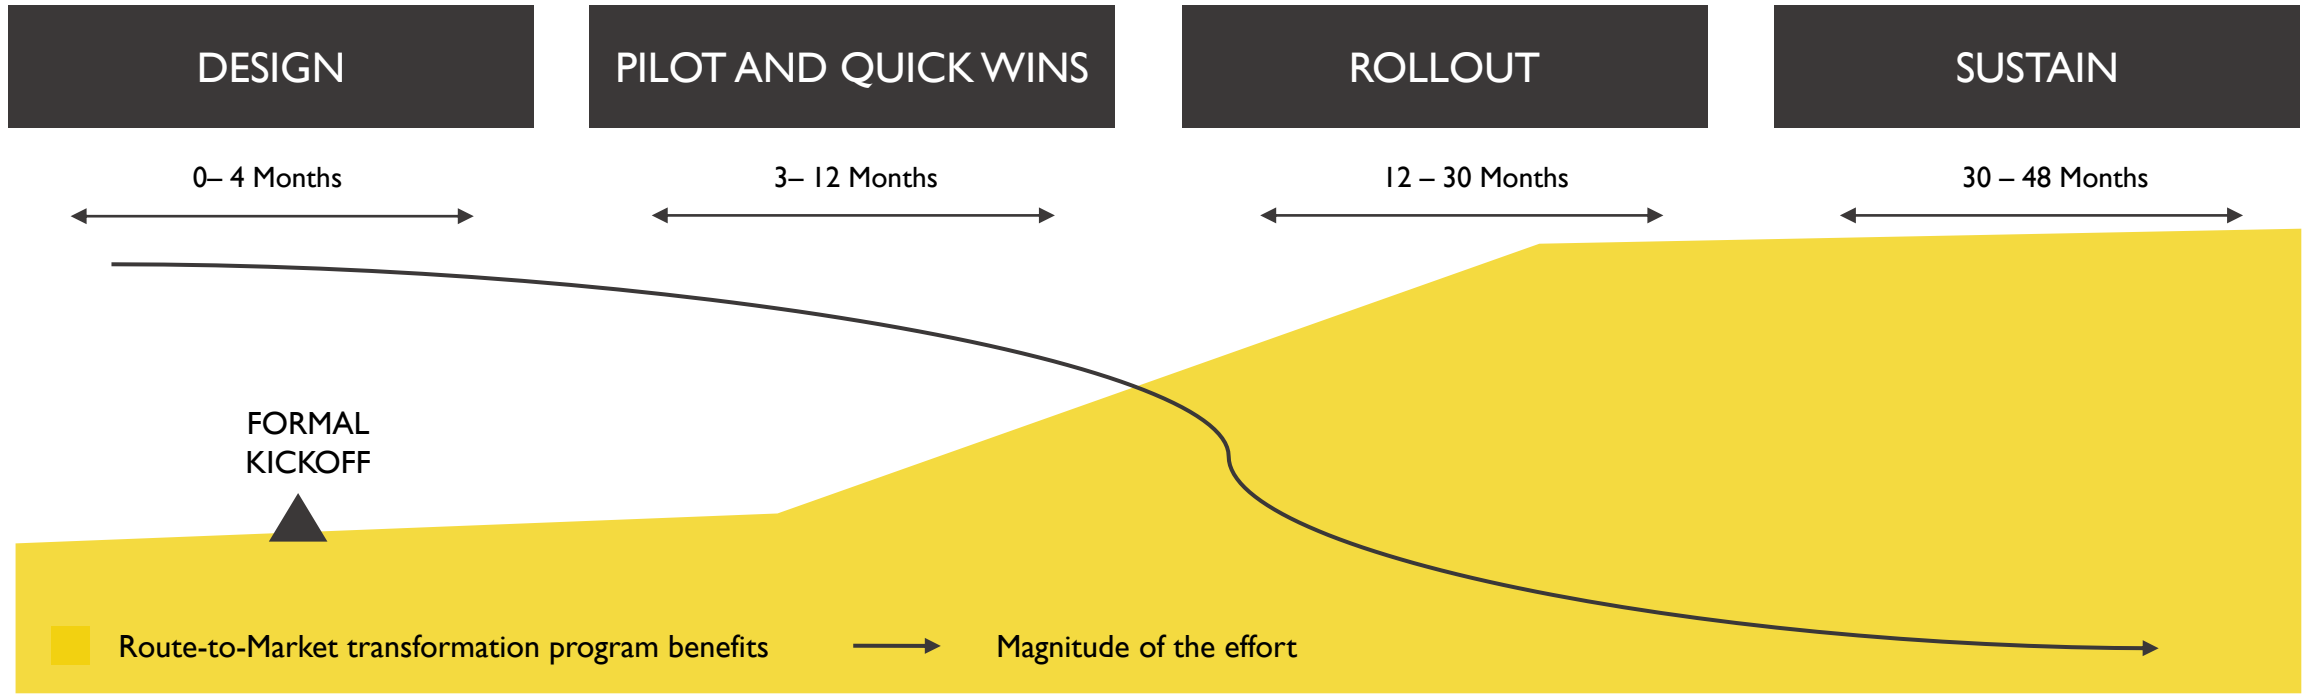 DESIGN
PILOT AND QUICK WINS
ROLLOUT
SUSTAIN
0– 4 Months
3– 12 Months
12 – 30 Months
30 – 48 Months
FORMAL
KICKOFF
Route-to-Market transformation program benefits
Magnitude of the effort